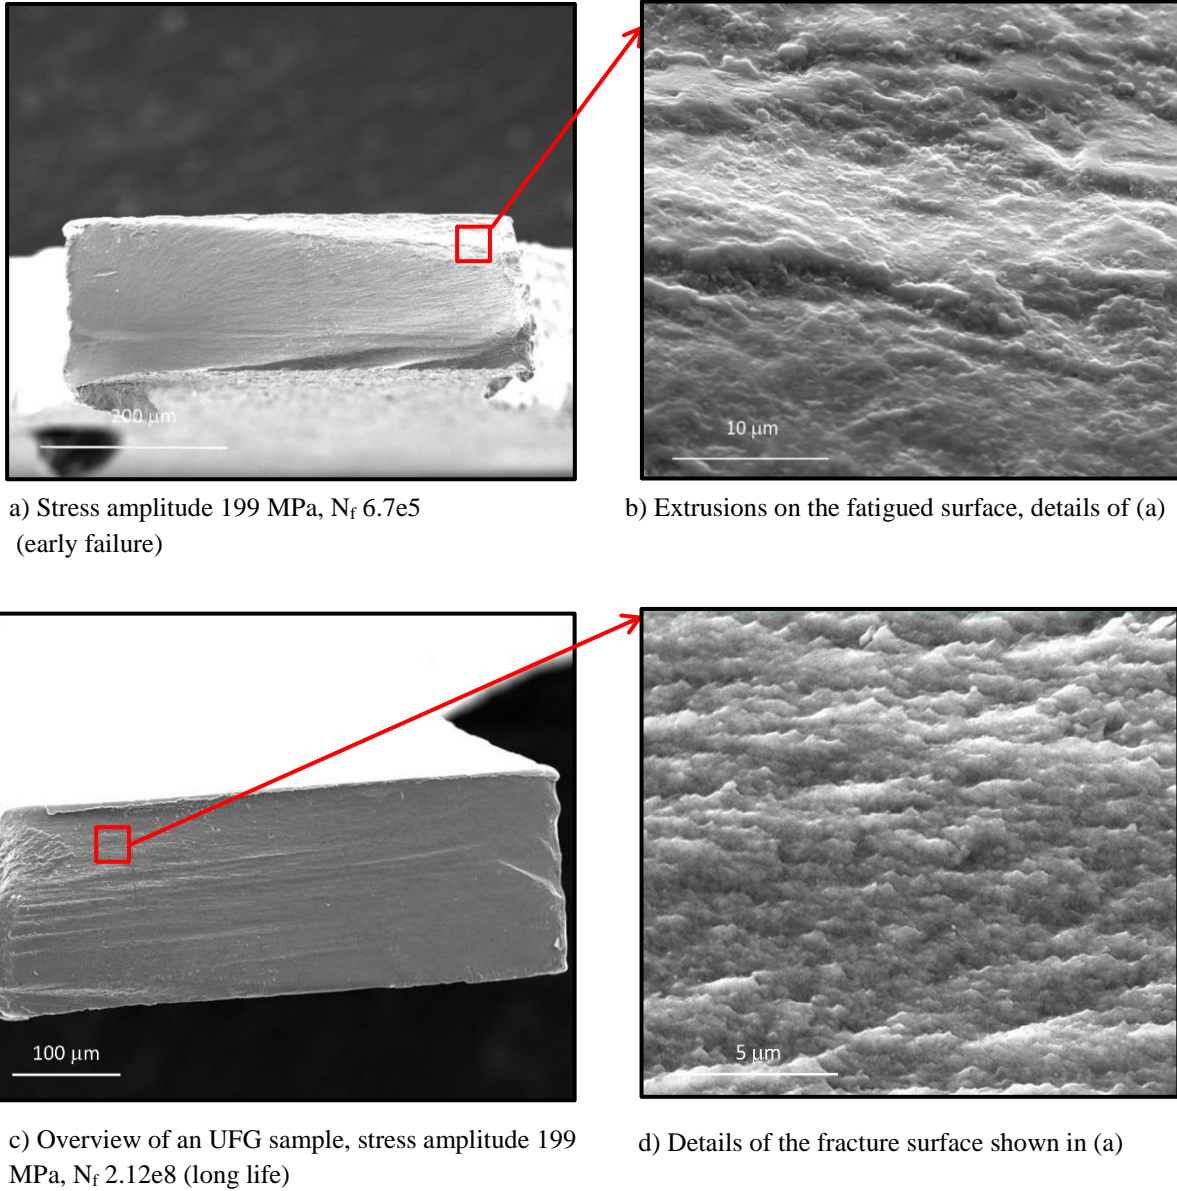 200 μm
10 μm
a) Stress amplitude 199 MPa, Nf 6.7e5
(early failure)
b) Extrusions on the fatigued surface, details of (a)
100 μm
5 μm
c) Overview of an UFG sample, stress amplitude 199
MPa, Nf 2.12e8 (long life)
d) Details of the fracture surface shown in (a)